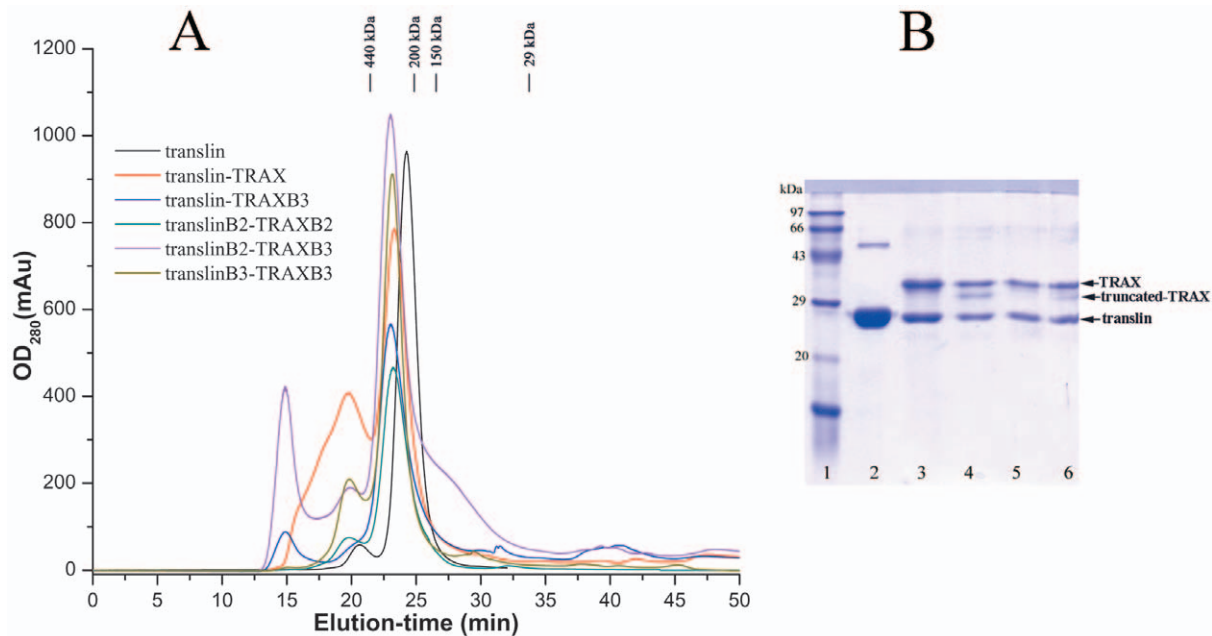 A
B
440 kDa
200 kDa
150 kDa
29 kDa
1200
1000
800
600
400
200
0
OD280(mAu)
translin
translin-TRAX
translin-TRAXB3
translinB2-TRAXB2
translinB2-TRAXB3
translinB3-TRAXB3
0 5 10 15 20 25 30 35 40 45 50
Elution-time (min)
kDa
97
66
43
29
20
TRAX
truncated-TRAX
translin
1 2 3 4 5 6